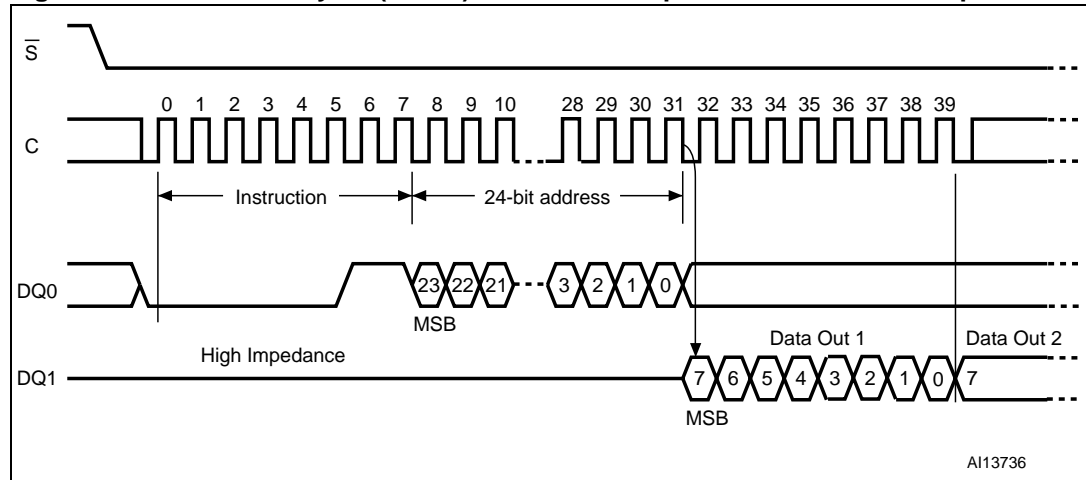 S
0 1 2 3 4 5 6 7 8 9 10 28 29 30 31 32 33 34 35 36 37 38 39
C
Instruction 24-bit address
DQ0 23 22 21 3 2 1 0
MSB
High Impedance Data Out 1 Data Out 2
DQ1 7 6 5 4 3 2 1 0 7
MSB
AI13736